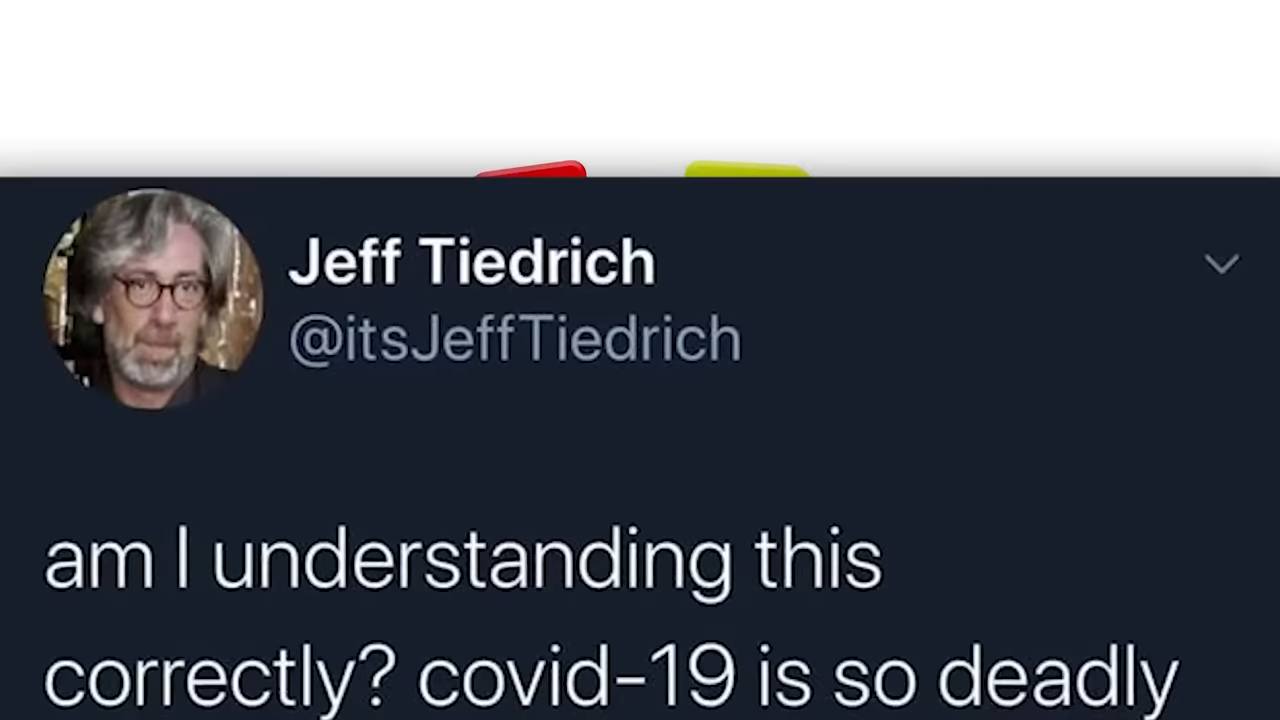 Jeff Tiedrich
@itsJeffTiedrich
am I understanding this
correctly? covid-19 is so deadly